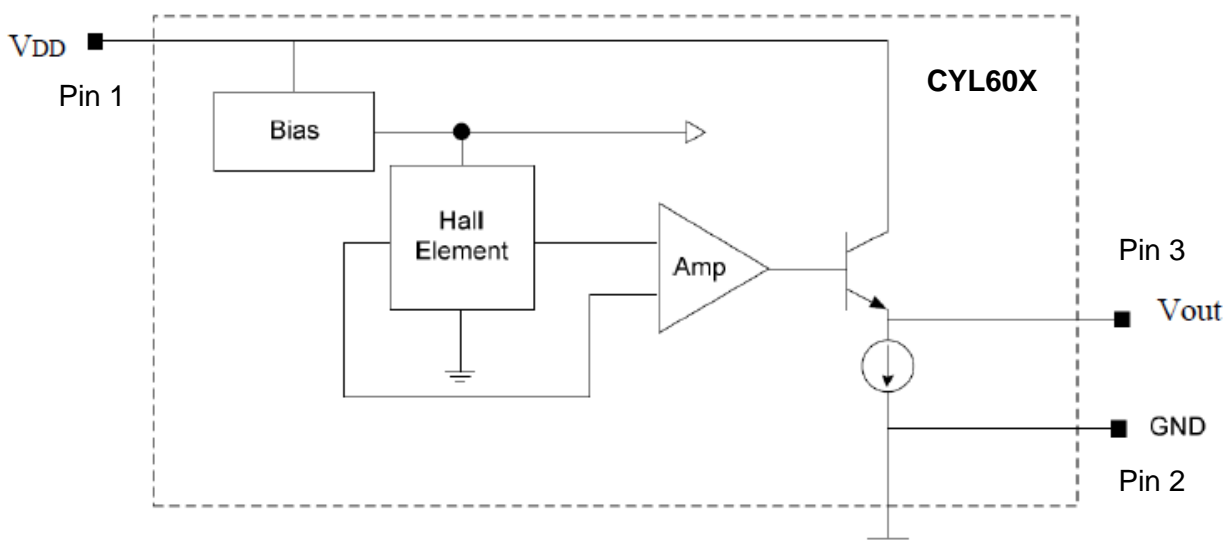 VDD
Pin 1
CYL60X
Bias
Hall
Element
Amp
Pin 3
Vout
GND
Pin 2